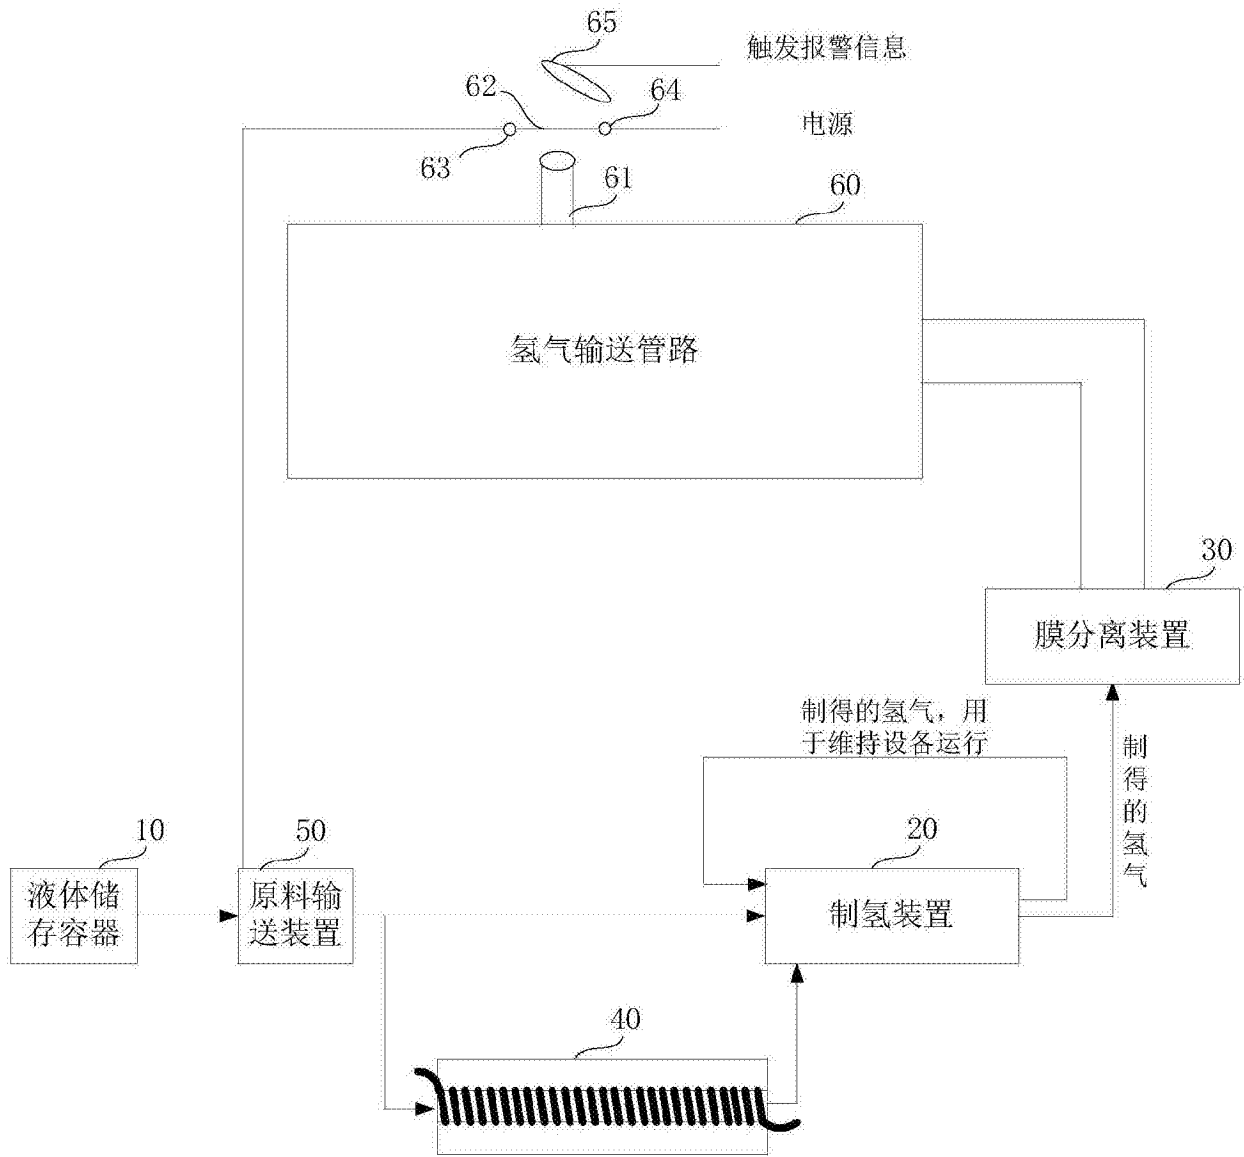 65
触发报警信息
62
64
电源
63
61
60
氢气输送管路
30
膜分离装置
制得的氢气，用
于维持设备运行
制得的氢气
10
50
20
液体储
存容器
原料输
送装置
制氢装置
40